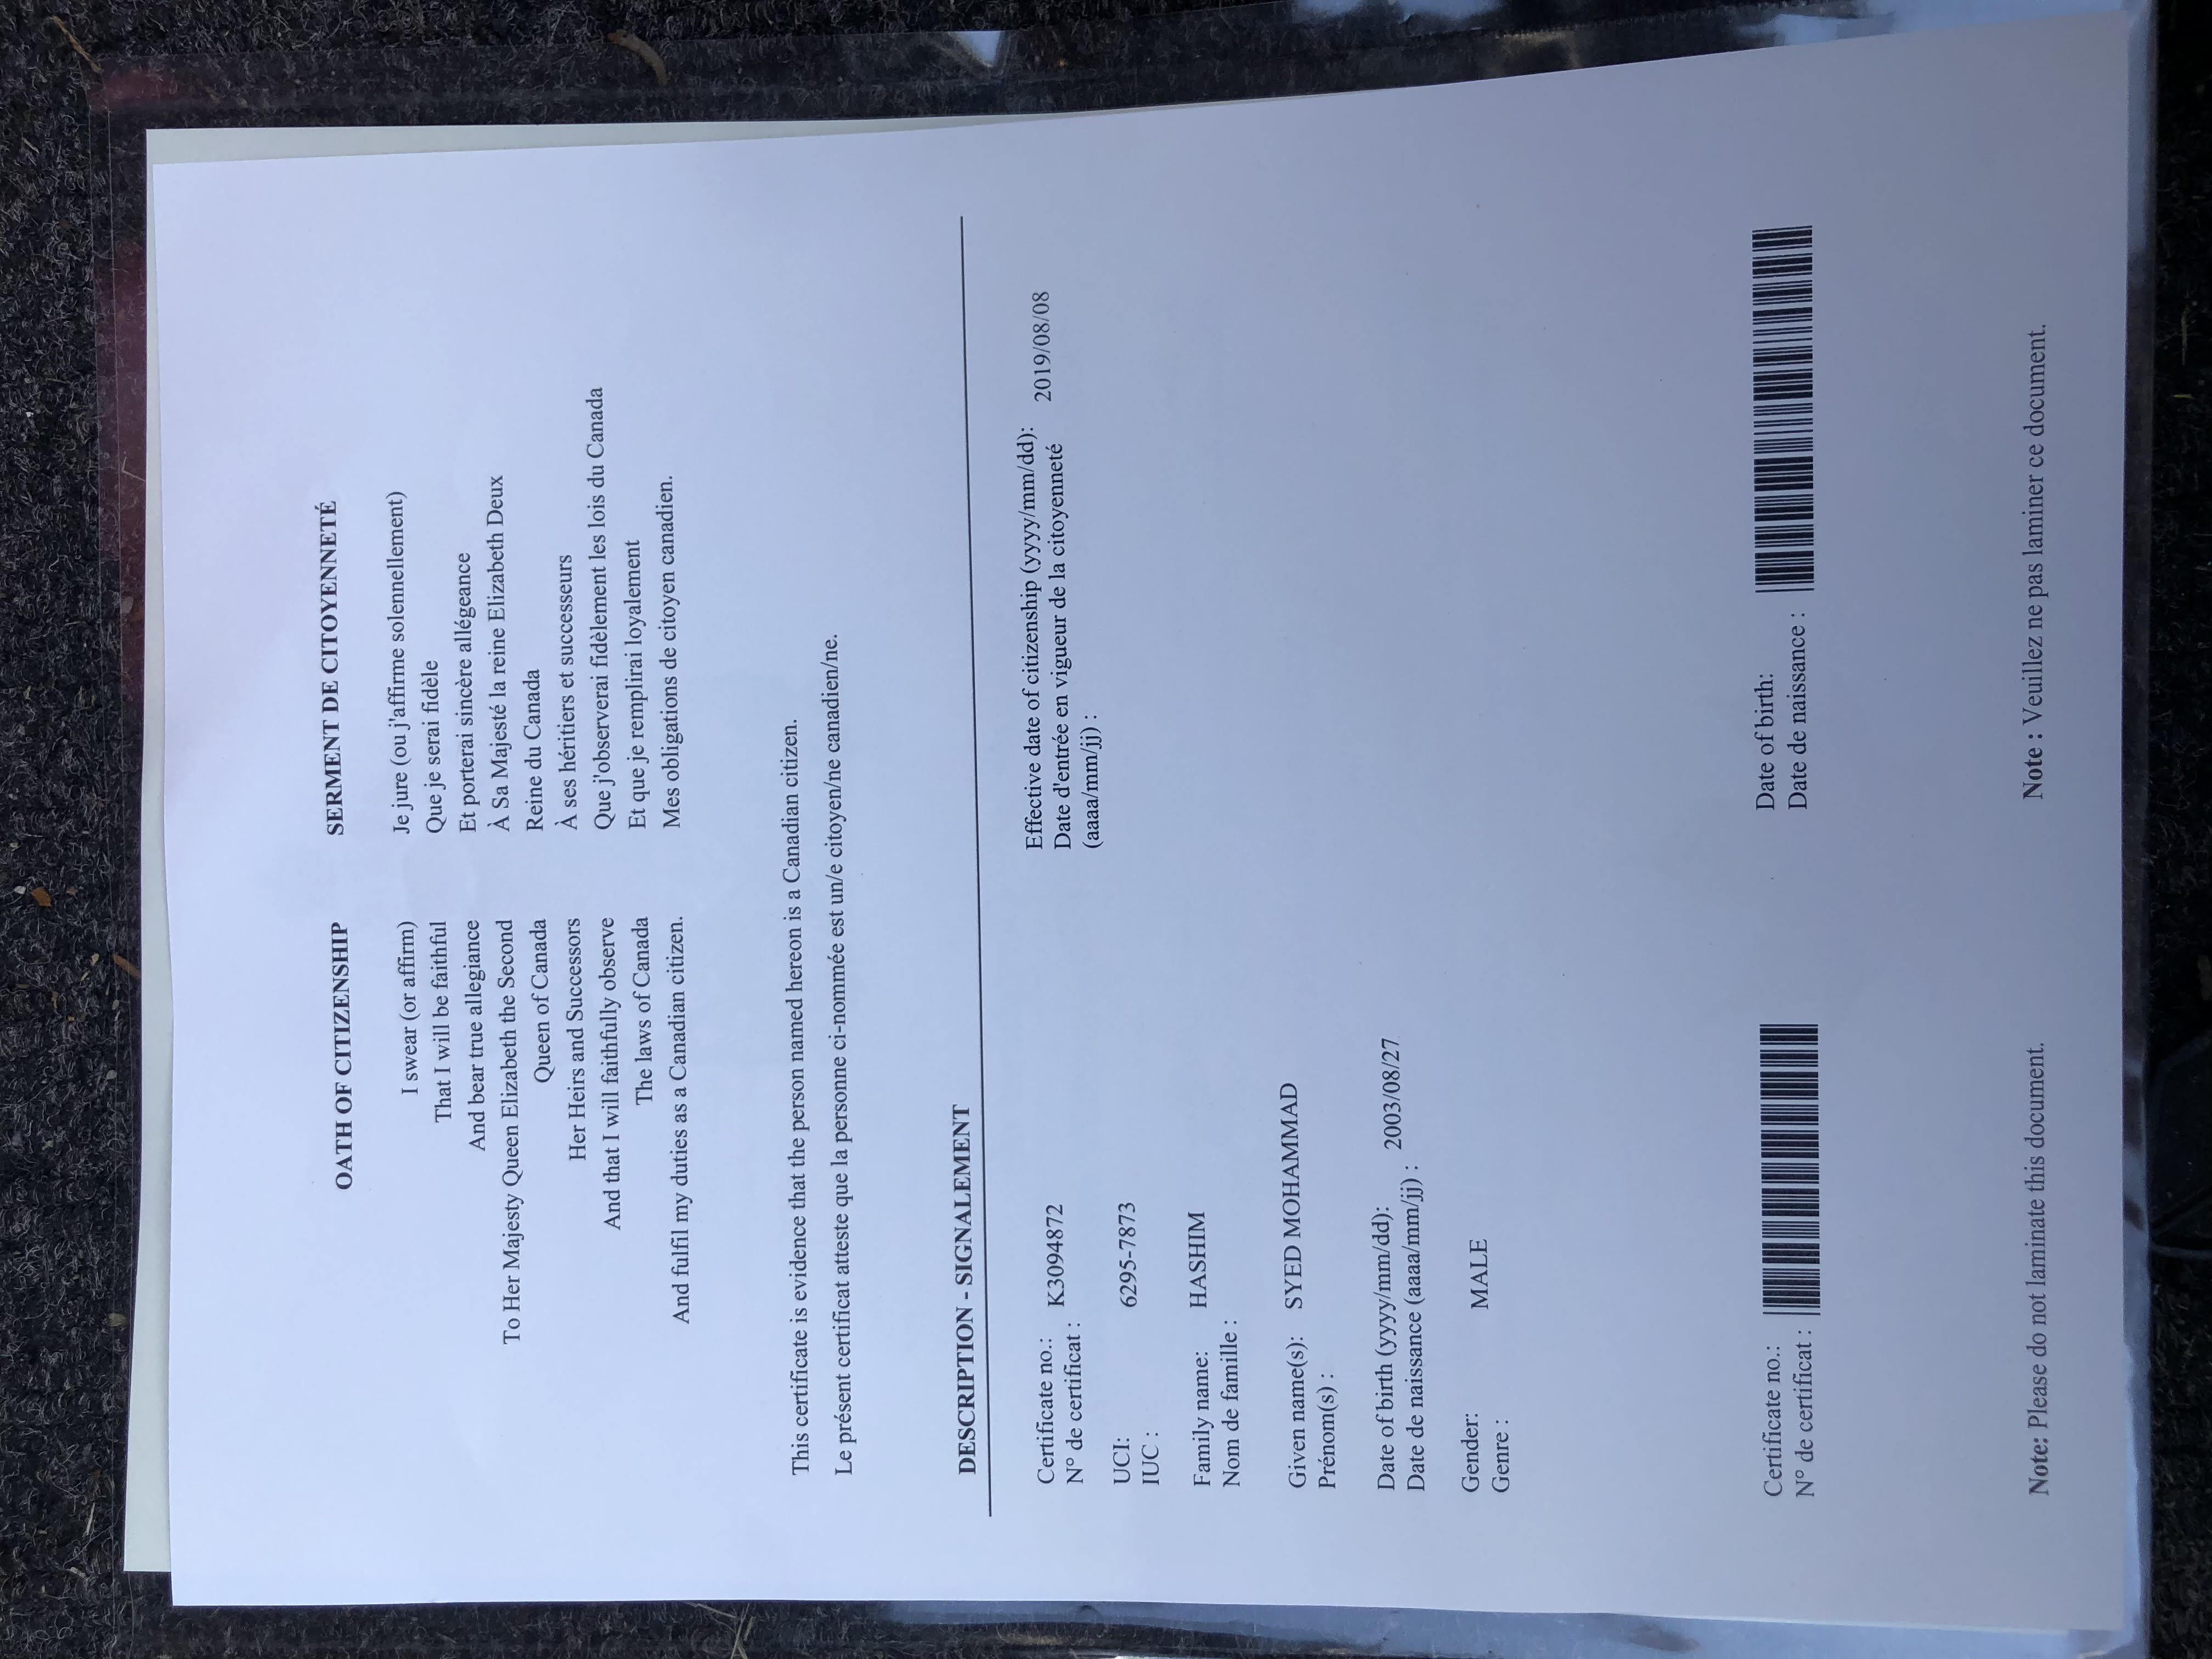 OATH OF CITIZENSHIP
I swear (or affirm)
That I will be faithful
And bear true allegiance
To Her Majesty Queen Elizabeth the Second
Queen of Canada
Her Heirs and Successors
And that I will faithfully observe
The laws of Canada
And fulfil my duties as a Canadian citizen.
SERMENT DE CITOYENNETÉ
Je jure (ou j'affirme solennellement)
Que je serai fidèle
Et porterai sincère allégeance
À Sa Majesté la reine Elizabeth Deux
Reine du Canada
À ses héritiers et successeurs
Que j'observerai fidèlement les lois du Canada
Et que je remplirai loyalement
Mes obligations de citoyen canadien.
This certificate is evidence that the person named hereon is a Canadian citizen.
Le présent certificat atteste que la personne ci-nommée est un/e citoyen/ne canadien/ne.
DESCRIPTION - SIGNALEMENT
Certificate no.: K3094872
N° de certificat :
UCI: 6295-7873
IUC :
Family name: HASHIM
Nom de famille :
Given name(s): SYED MOHAMMAD
Prénom(s) :
Date of birth (yyyy/mm/dd): 2003/08/27
Date de naissance (aaaa/mm/jj) :
Gender: MALE
Genre :
Effective date of citizenship (yyyy/mm/dd): 2019/08/08
Date d'entrée en vigueur de la citoyenneté
(aaaa/mm/jj) :
Certificate no.:
N° de certificat :
Date of birth:
Date de naissance :
Note: Please do not laminate this document.
Note : Veuillez ne pas laminer ce document.